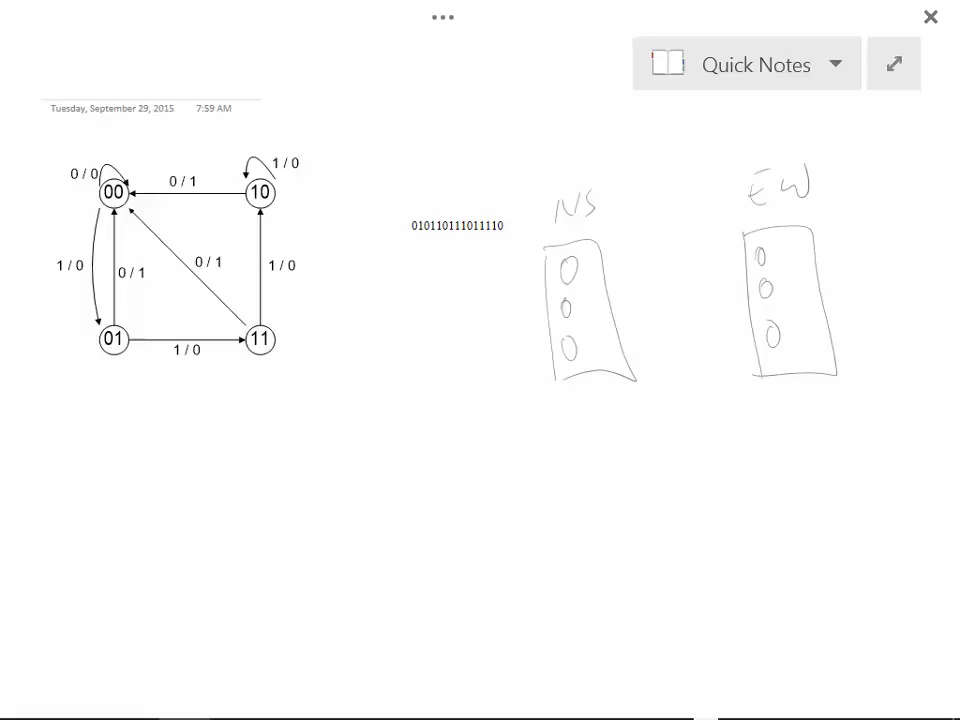 Quick Notes
Tuesday, September 29, 2015 7:59 AM
0 / 0
1 / 0
00
0 / 1
10
010110111011110
NS
EW
1 / 0
0 / 1
0 / 1
1 / 0
01
1 / 0
11